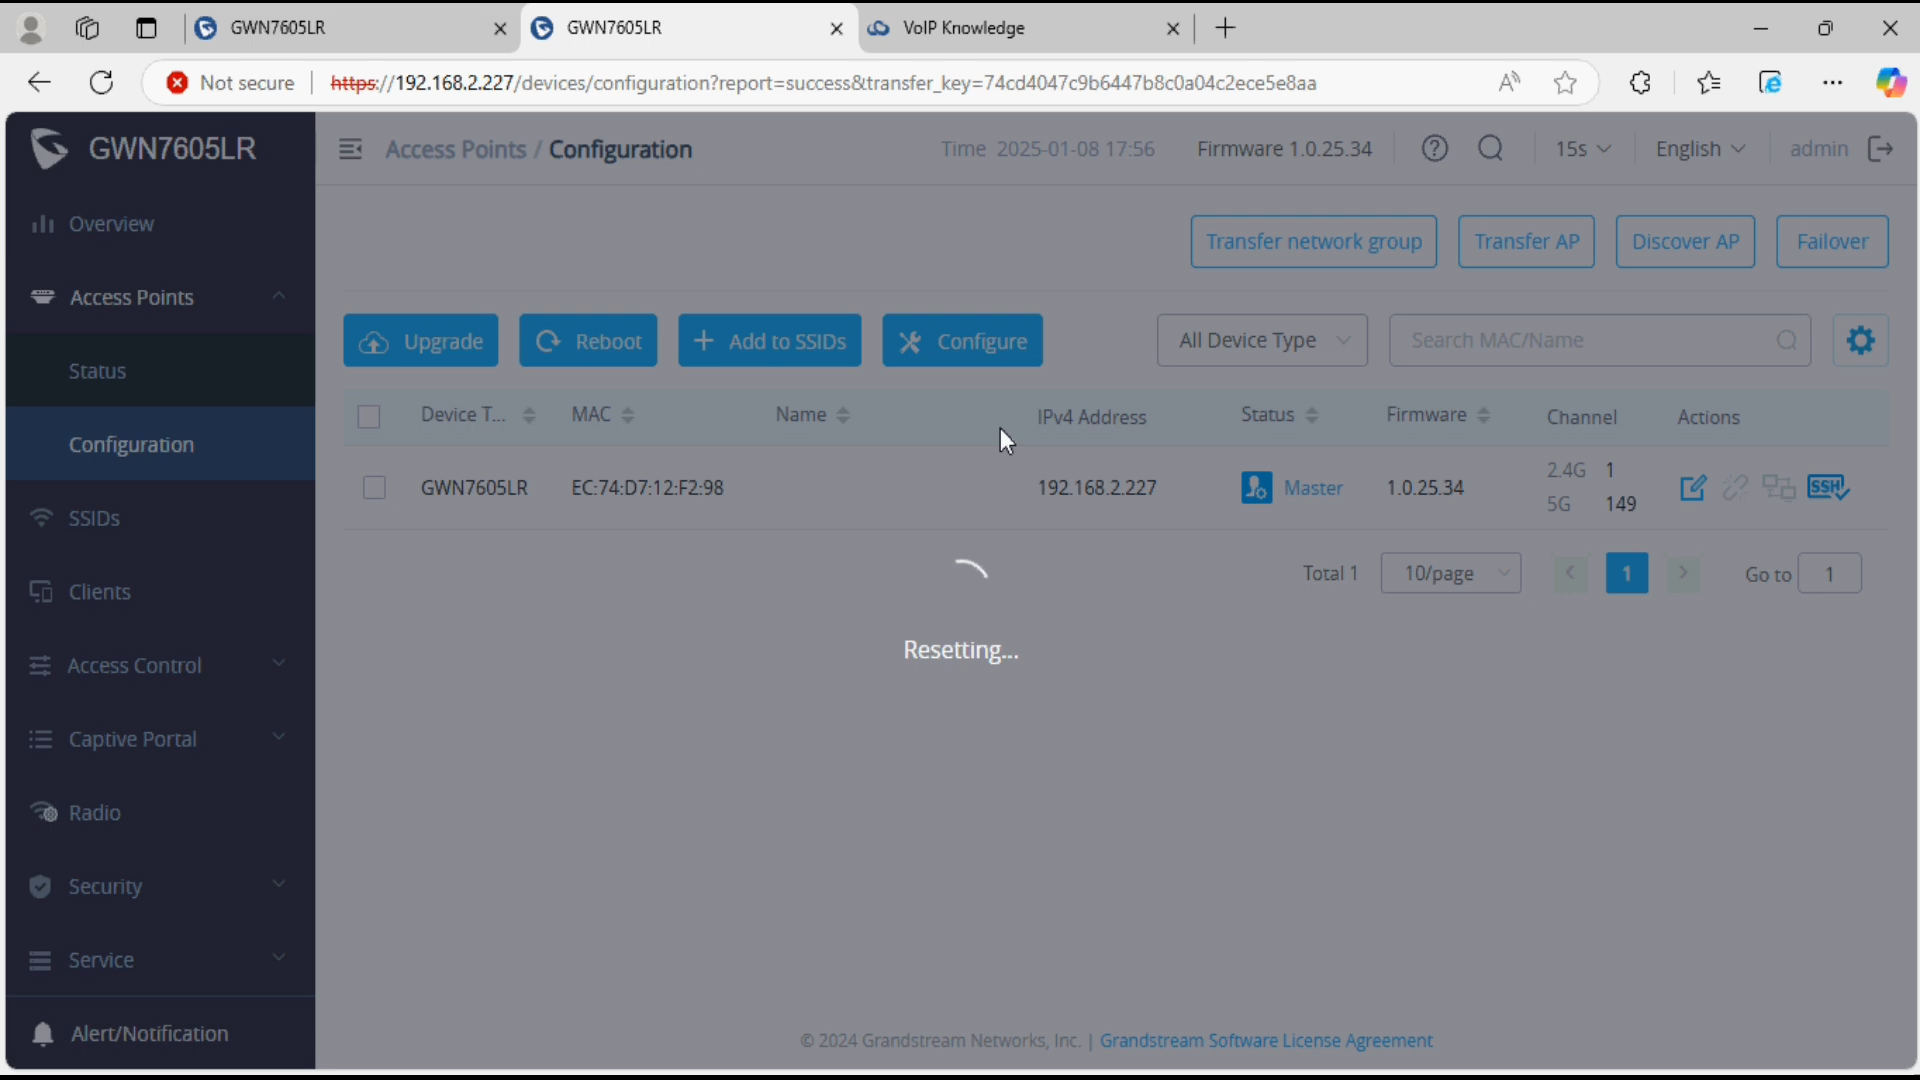 GWN7605LR
GWN7605LR
VoIP Knowledge
Not secure
https://192.168.2.227/devices/configuration?report=success&transfer_key=74cd4047c9b6447b8c0a04c2ece5e8aa
GWN7605LR
Access Points / Configuration
Time 2025-01-08 17:56
Firmware 1.0.25.34
15s
English
admin
Overview
Access Points
Status
Configuration
SSIDs
Clients
Access Control
Captive Portal
Radio
Security
Service
Alert/Notification
Transfer network group
Transfer AP
Discover AP
Failover
Upgrade
Reboot
Add to SSIDs
Configure
All Device Type
Search MAC/Name
Device T... MAC Name IPv4 Address Status Firmware Channel Actions
GWN7605LR EC:74:D7:12:F2:98 192.168.2.227 Master 1.0.25.34 2.4G 1 SSH
5G 149
Total 1 10/page 1 Go to 1
Resetting...
© 2024 Grandstream Networks, Inc. | Grandstream Software License Agreement